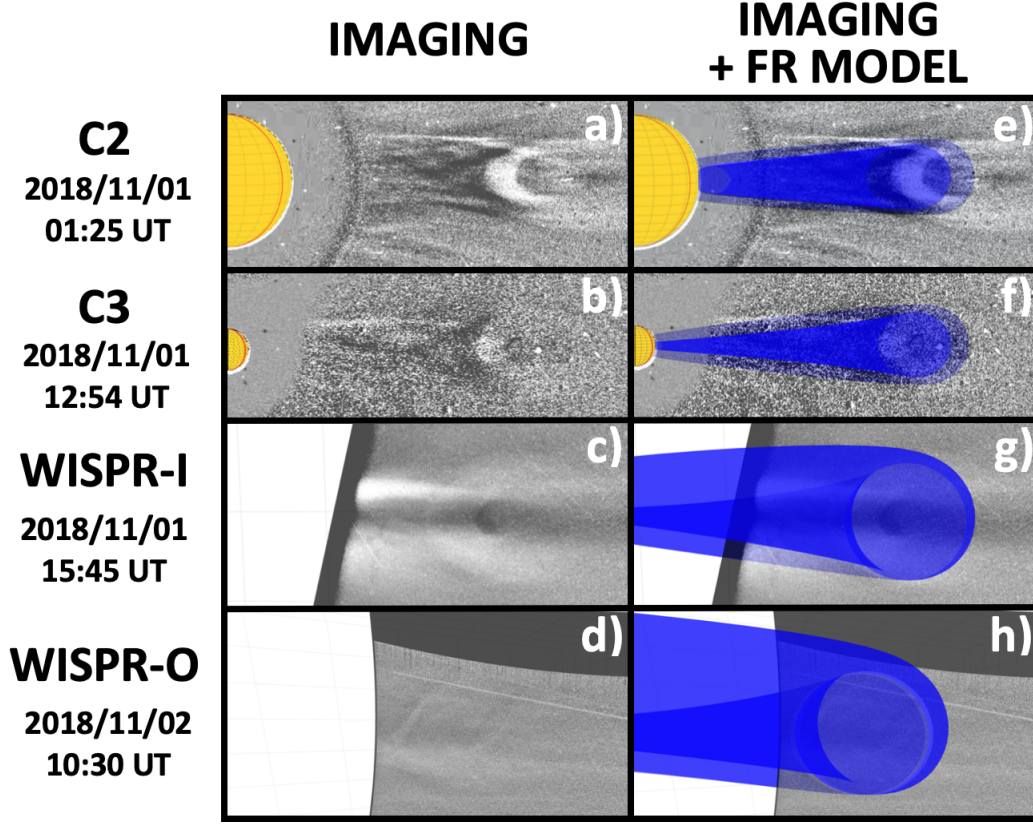 IMAGING
IMAGING
+ FR MODEL
C2
2018/11/01
01:25 UT
a)
e)
C3
2018/11/01
12:54 UT
b)
f)
WISPR-I
2018/11/01
15:45 UT
c)
g)
WISPR-O
2018/11/02
10:30 UT
d)
h)